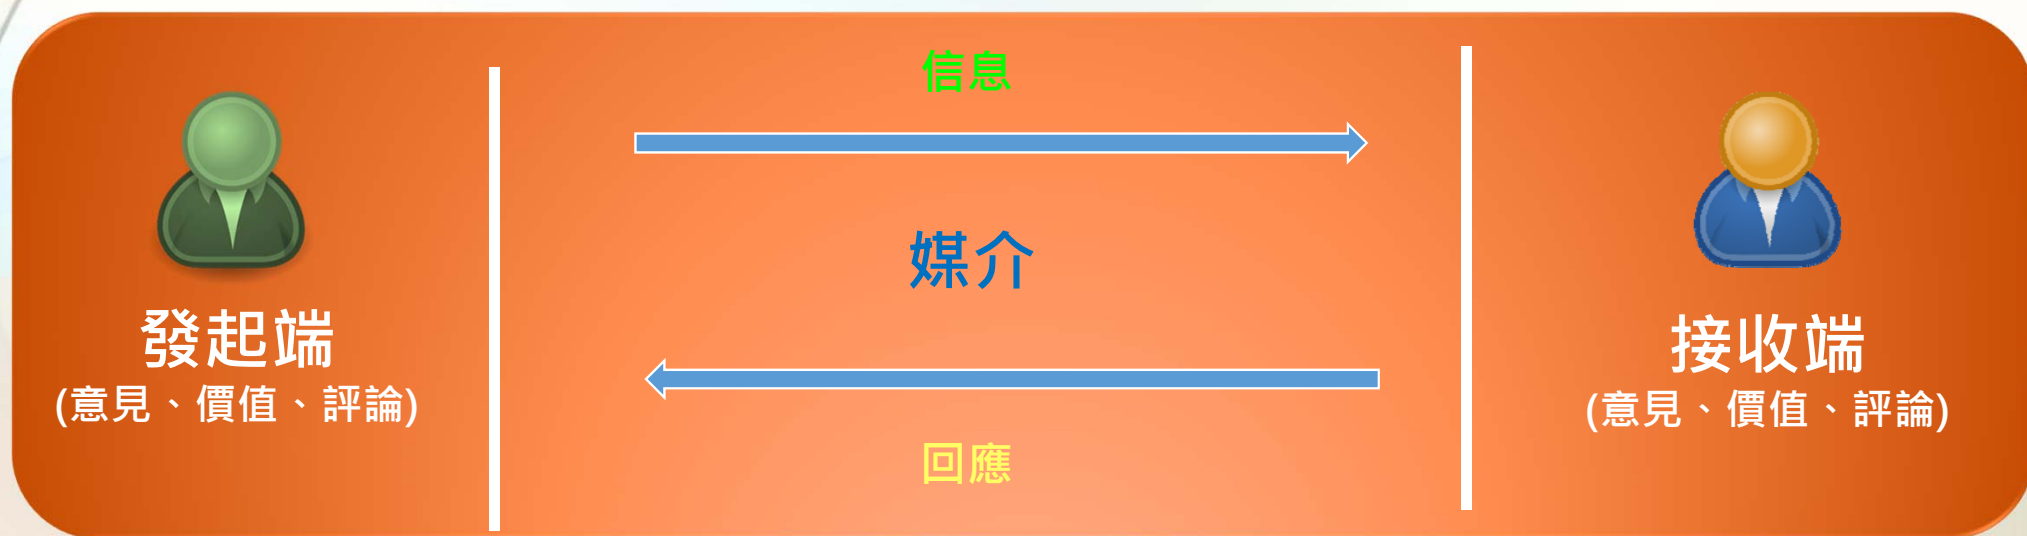 信息
媒介
發起端
(意見、價值、評論)
接收端
(意見、價值、評論)
回應